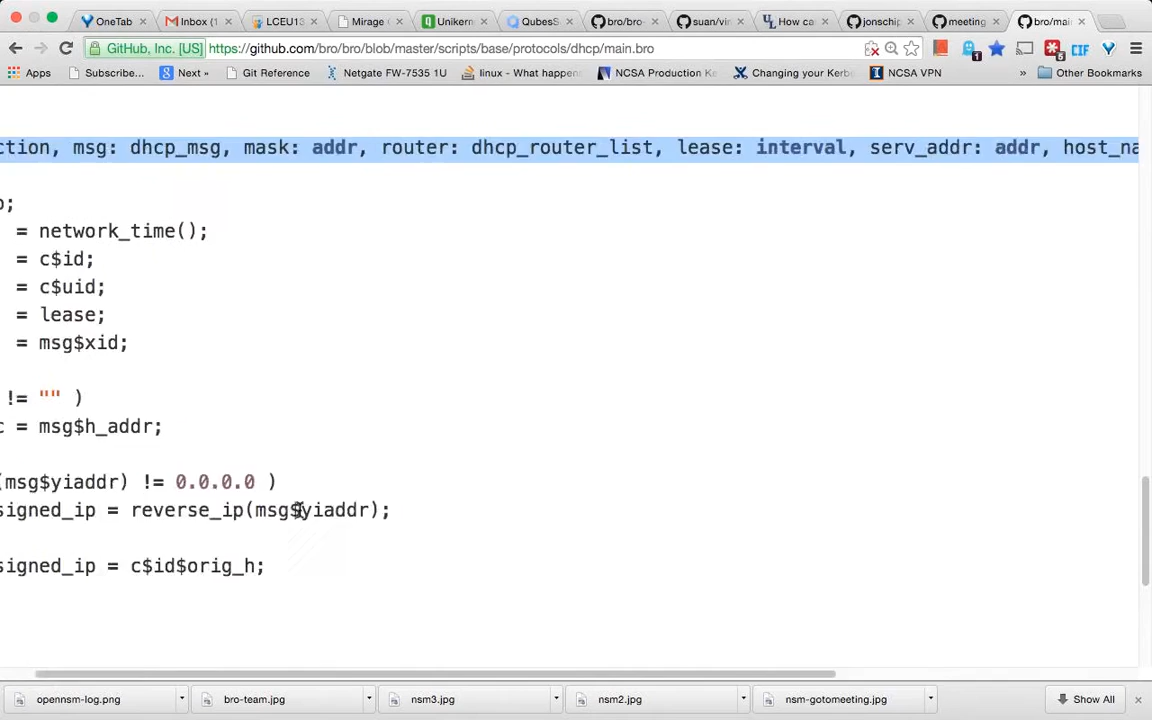 OneTab
Inbox (1
LCEU13
Mirage
Unikern
QubesS
bro/bro-
suan/vin
How ca
jonschip
meeting
bro/mai
GitHub, Inc. [US] https://github.com/bro/bro/blob/master/scripts/base/protocols/dhcp/main.bro
1
5
CIF
Apps Subscribe... Next » Git Reference Netgate FW-7535 1U linux - What happen NCSA Production Ke Changing your Kerb NCSA VPN » Other Bookmarks
ction, msg: dhcp_msg, mask: addr, router: dhcp_router_list, lease: interval, serv_addr: addr, host_na
o;
= network_time();
= c$id;
= c$uid;
= lease;
= msg$xid;
!= "" )
c = msg$h_addr;
(msg$yiaddr) != 0.0.0.0 )
signed_ip = reverse_ip(msg$yiaddr);
signed_ip = c$id$orig_h;
opennsm-log.png bro-team.jpg nsm3.jpg nsm2.jpg nsm-gotomeeting.jpg Show All